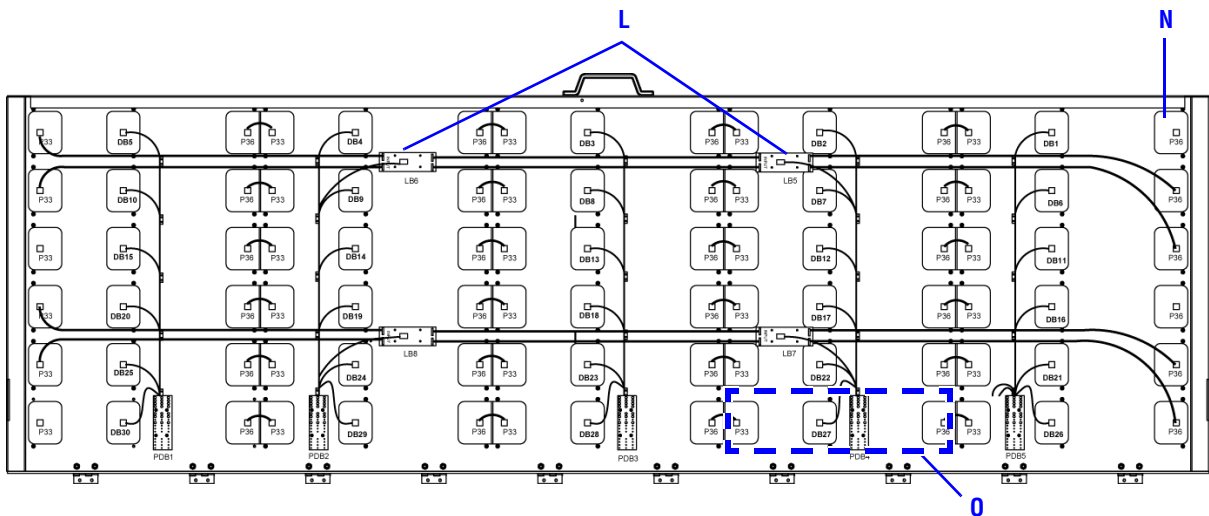 L N
P33 DB5 P36 P33 DB4 P36 P33 DB3 P36 P33 DB2 P36 P33 DB1 P36
LB6 LB5
P33 DB10 P36 P33 DB9 P36 P33 DB8 P36 P33 DB7 P36 P33 DB6 P36
P33 DB15 P36 P33 DB14 P36 P33 DB13 P36 P33 DB12 P36 P33 DB11 P36
P33 DB20 P36 P33 DB19 P36 P33 DB18 P36 P33 DB17 P36 P33 DB16 P36
LB8 LB7
P33 DB25 P36 P33 DB24 P36 P33 DB23 P36 P33 DB22 P36 P33 DB21 P36
P33 DB30 P36 P33 DB29 P36 P33 DB28 P36 P33 DB27 P36 P33 DB26 P36
PDB1 PDB2 PDB3 PDB4 PDB5
O